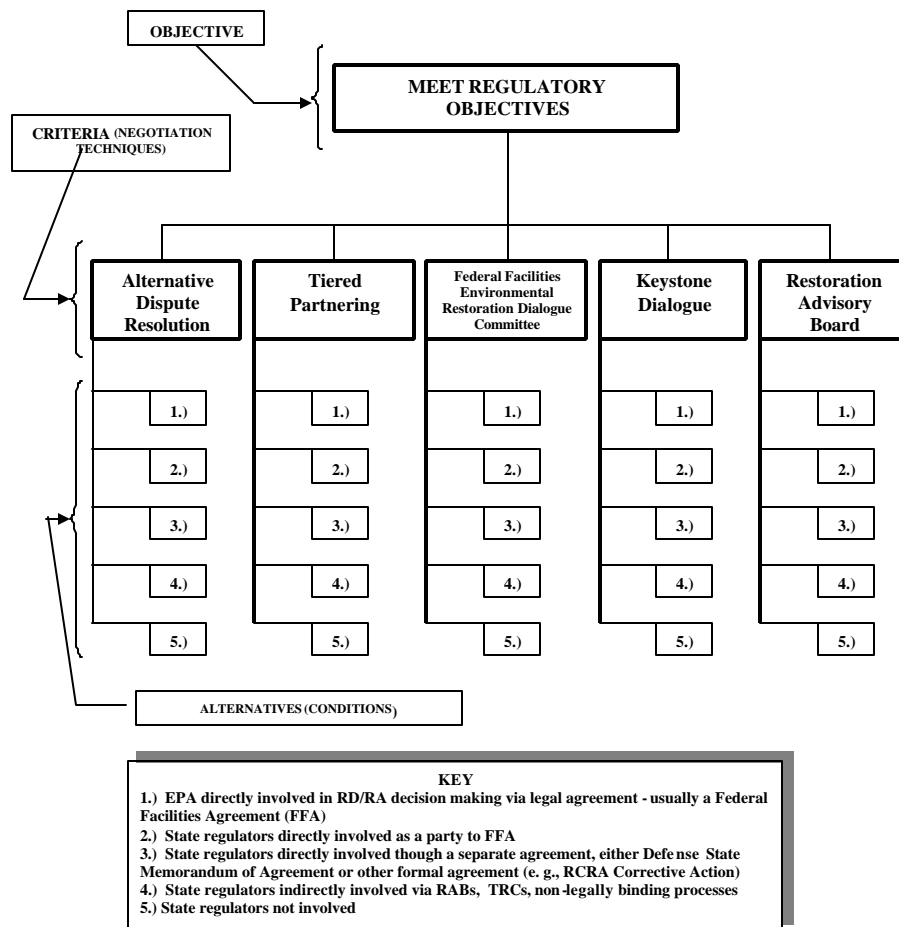 OBJECTIVE
MEET REGULATORY
OBJECTIVES
CRITERIA (NEGOTIATION
TECHNIQUES)
Alternative
Dispute
Resolution
Tiered
Partnering
Federal Facilities
Environmental
Restoration Dialogue
Committee
Keystone
Dialogue
Restoration
Advisory
Board
1.) 1.) 1.) 1.) 1.)
2.) 2.) 2.) 2.) 2.)
3.) 3.) 3.) 3.) 3.)
4.) 4.) 4.) 4.) 4.)
5.) 5.) 5.) 5.) 5.)
ALTERNATIVES (CONDITIONS)
KEY
1.) EPA directly involved in RD/RA decision making via legal agreement - usually a Federal
Facilities Agreement (FFA)
2.) State regulators directly involved as a party to FFA
3.) State regulators directly involved though a separate agreement, either Defense State
Memorandum of Agreement or other formal agreement (e. g., RCRA Corrective Action)
4.) State regulators indirectly involved via RABs, TRCs, non-legally binding processes
5.) State regulators not involved